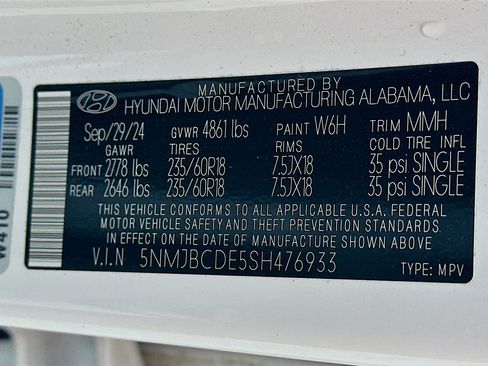 MANUFACTURED BY
HYUNDAI MOTOR MANUFACTURING ALABAMA, LLC
Sep/29/24 GVWR 4861 lbs PAINT W6H TRIM MMH
GAWR TIRES RIMS COLD TIRE INFL
FRONT 2778 lbs 235/60R18 7.5JX18 35 psi SINGLE
REAR 2646 lbs 235/60R18 7.5JX18 35 psi SINGLE
THIS VEHICLE CONFORMS TO ALL APPLICABLE U.S.A. FEDERAL
MOTOR VEHICLE SAFETY AND THEFT PREVENTION STANDARDS
IN EFFECT ON THE DATE OF MANUFACTURE SHOWN ABOVE
V.I.N 5NMJBCDE5SH476933 TYPE: MPV
W410